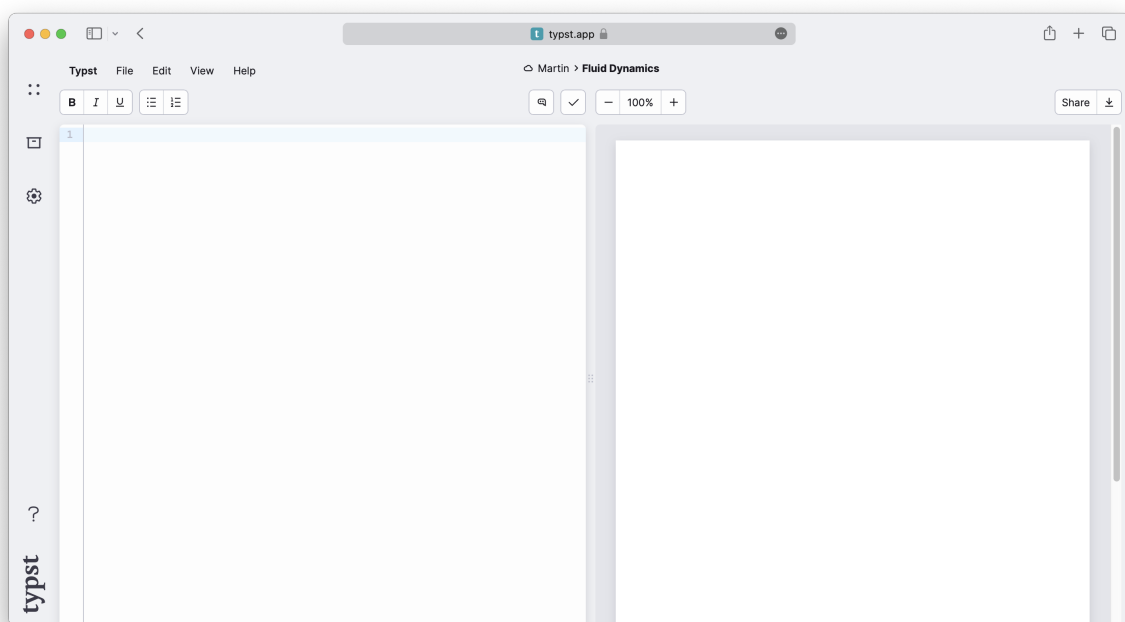 t typst.app
Typst File Edit View Help
Martin > Fluid Dynamics
B I U
100%
Share
1
?
typst